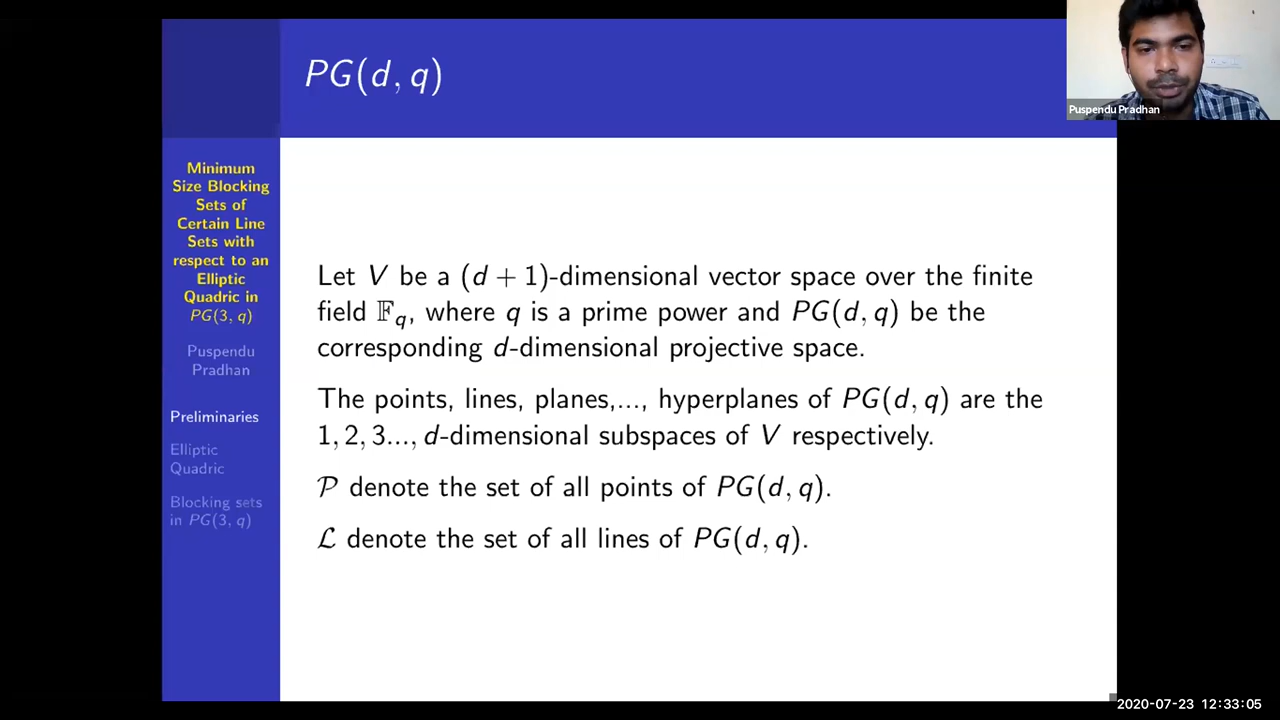 PG(d, q)
Puspendu Pradhan
Minimum
Size Blocking
Sets of
Certain Line
Sets with
respect to an
Elliptic
Quadric in
PG(3, q)
Puspendu
Pradhan
Preliminaries
Elliptic
Quadric
Blocking sets
in PG(3, q)
Let V be a (d + 1)-dimensional vector space over the finite
field 𝔽_q, where q is a prime power and PG(d, q) be the
corresponding d-dimensional projective space.
The points, lines, planes,..., hyperplanes of PG(d, q) are the
1, 2, 3..., d-dimensional subspaces of V respectively.
𝒫 denote the set of all points of PG(d, q).
ℒ denote the set of all lines of PG(d, q).
2020-07-23 12:33:05